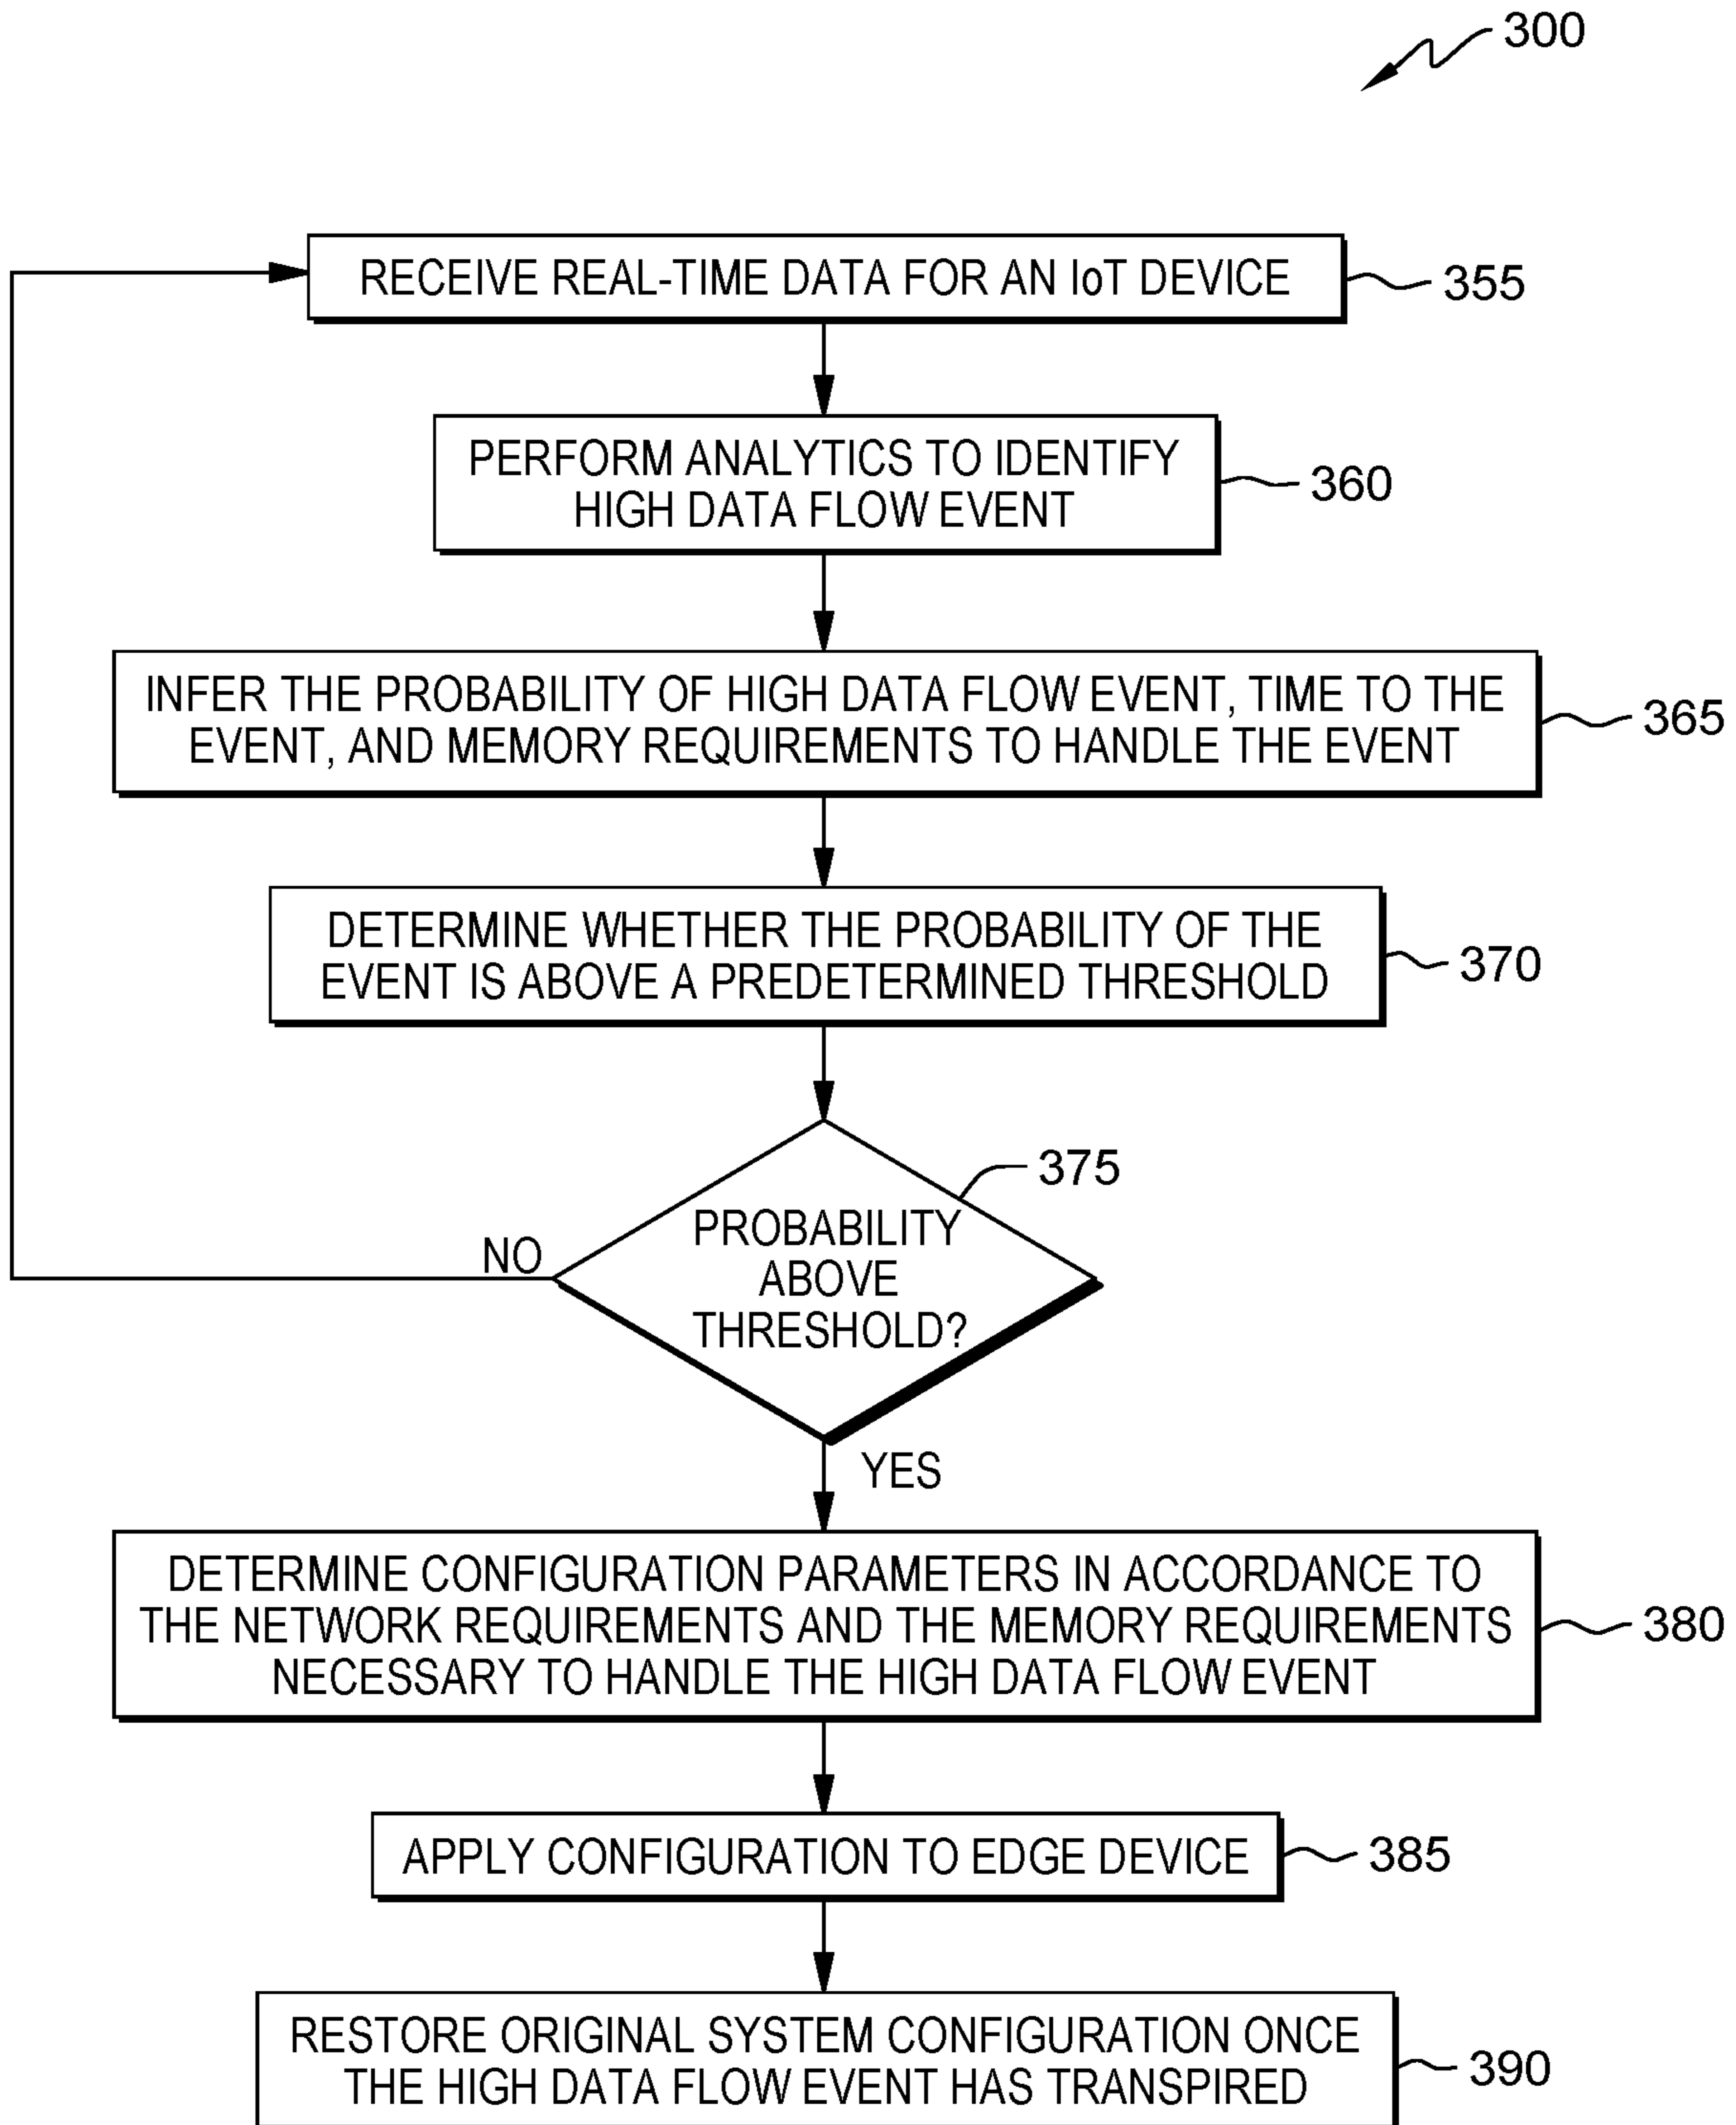 300
RECEIVE REAL-TIME DATA FOR AN IoT DEVICE
355
PERFORM ANALYTICS TO IDENTIFY
HIGH DATA FLOW EVENT
360
INFER THE PROBABILITY OF HIGH DATA FLOW EVENT, TIME TO THE
EVENT, AND MEMORY REQUIREMENTS TO HANDLE THE EVENT
365
DETERMINE WHETHER THE PROBABILITY OF THE
EVENT IS ABOVE A PREDETERMINED THRESHOLD
370
375
PROBABILITY
ABOVE
THRESHOLD?
NO
YES
DETERMINE CONFIGURATION PARAMETERS IN ACCORDANCE TO
THE NETWORK REQUIREMENTS AND THE MEMORY REQUIREMENTS
NECESSARY TO HANDLE THE HIGH DATA FLOW EVENT
380
APPLY CONFIGURATION TO EDGE DEVICE
385
RESTORE ORIGINAL SYSTEM CONFIGURATION ONCE
THE HIGH DATA FLOW EVENT HAS TRANSPIRED
390